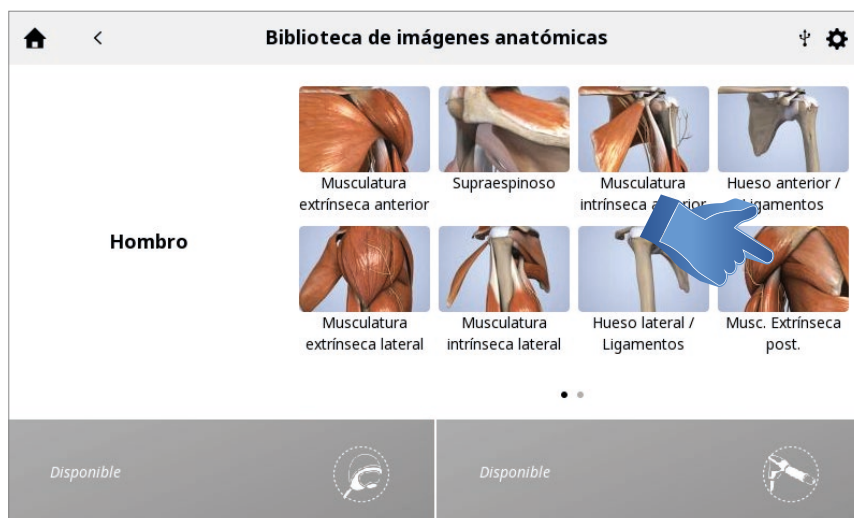 Biblioteca de imágenes anatómicas
Musculatura
extrínseca anterior
Supraespinoso
Musculatura
intrínseca anterior
Hueso anterior /
Ligamentos
Hombro
Musculatura
extrínseca lateral
Musculatura
intrínseca lateral
Hueso lateral /
Ligamentos
Musc. Extrínseca
post.
Disponible
Disponible